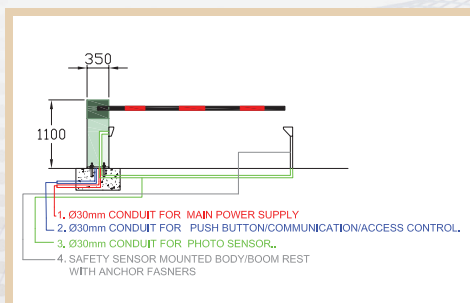 350
1100
1. Ø30mm CONDUIT FOR MAIN POWER SUPPLY
2. Ø30mm CONDUIT FOR PUSH BUTTON/COMMUNICATION/ACCESS CONTROL.
3. Ø30mm CONDUIT FOR PHOTO SENSOR..
4. SAFETY SENSOR MOUNTED BODY/BOOM REST
WITH ANCHOR FASNERS